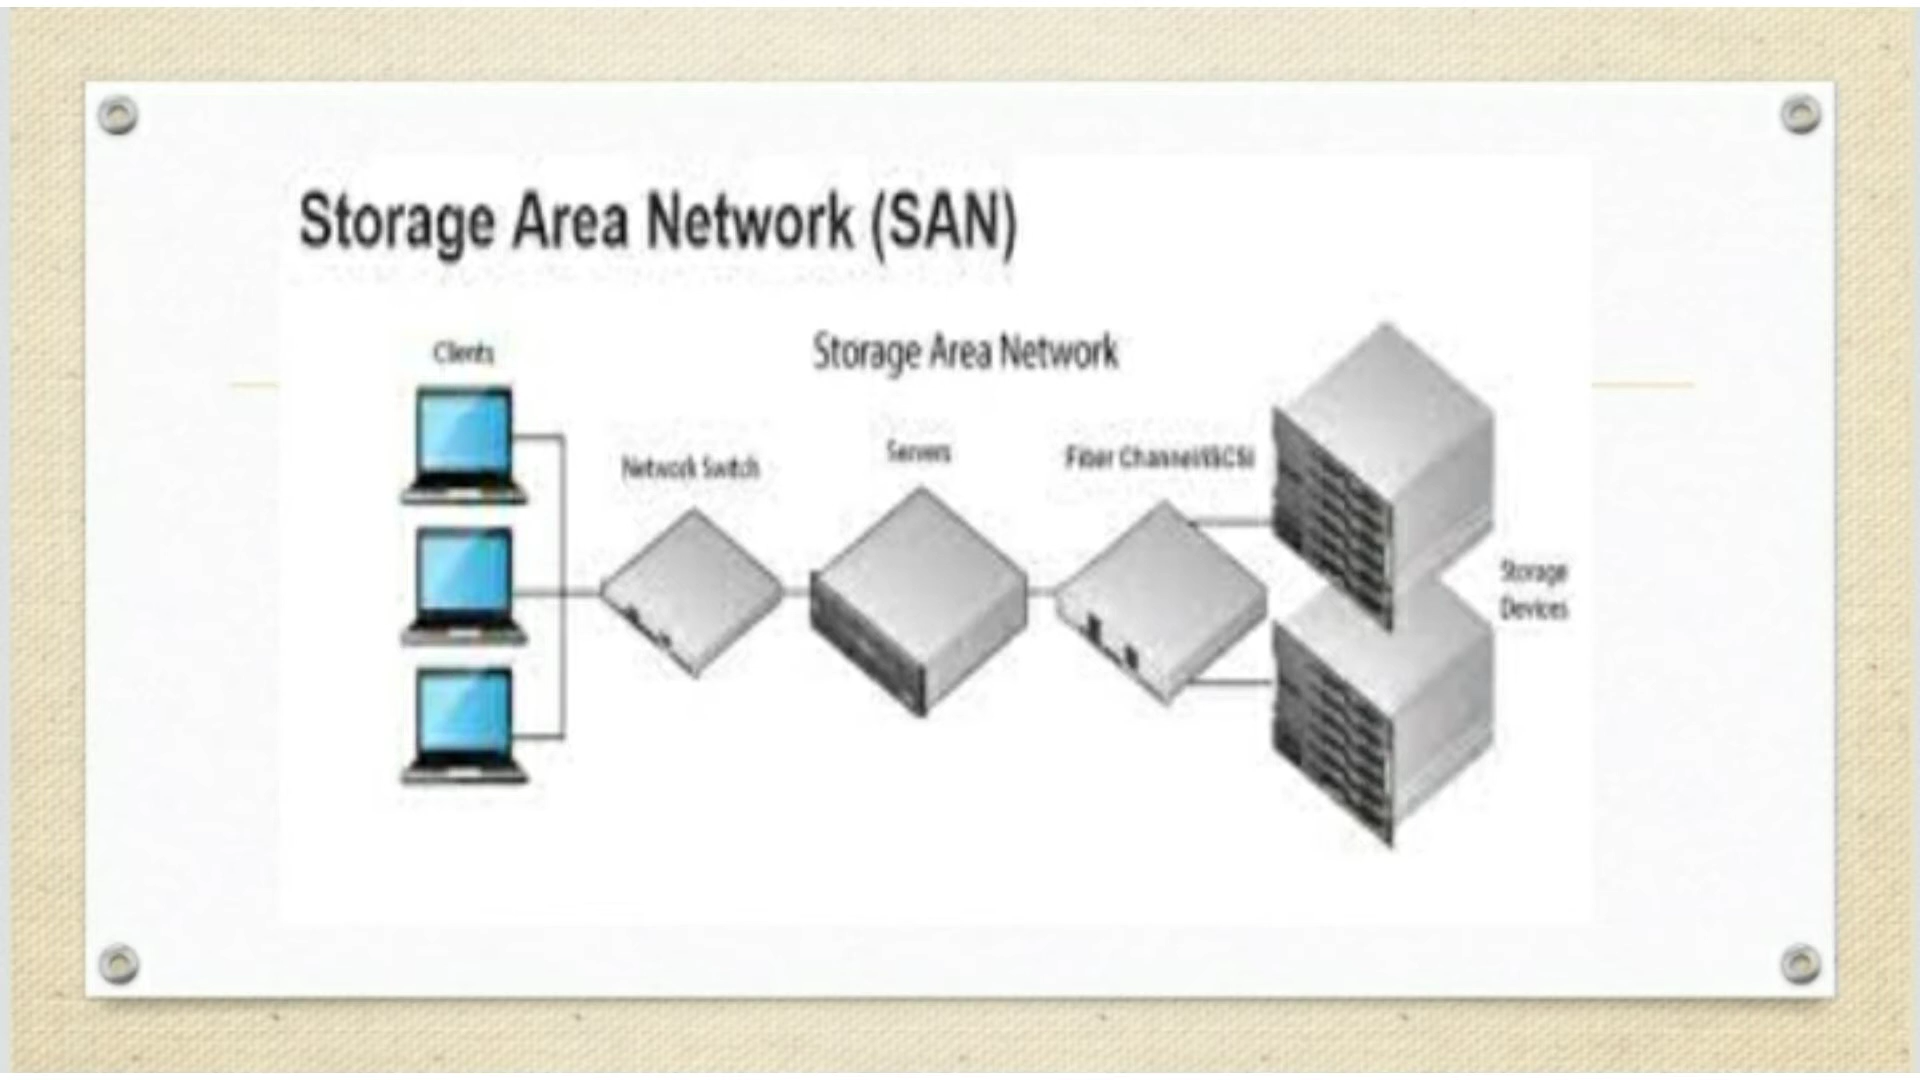 Storage Area Network (SAN)
Storage Area Network
Clients
Network Switch
Servers
Fiber Channel/iSCSI
Storage
Devices